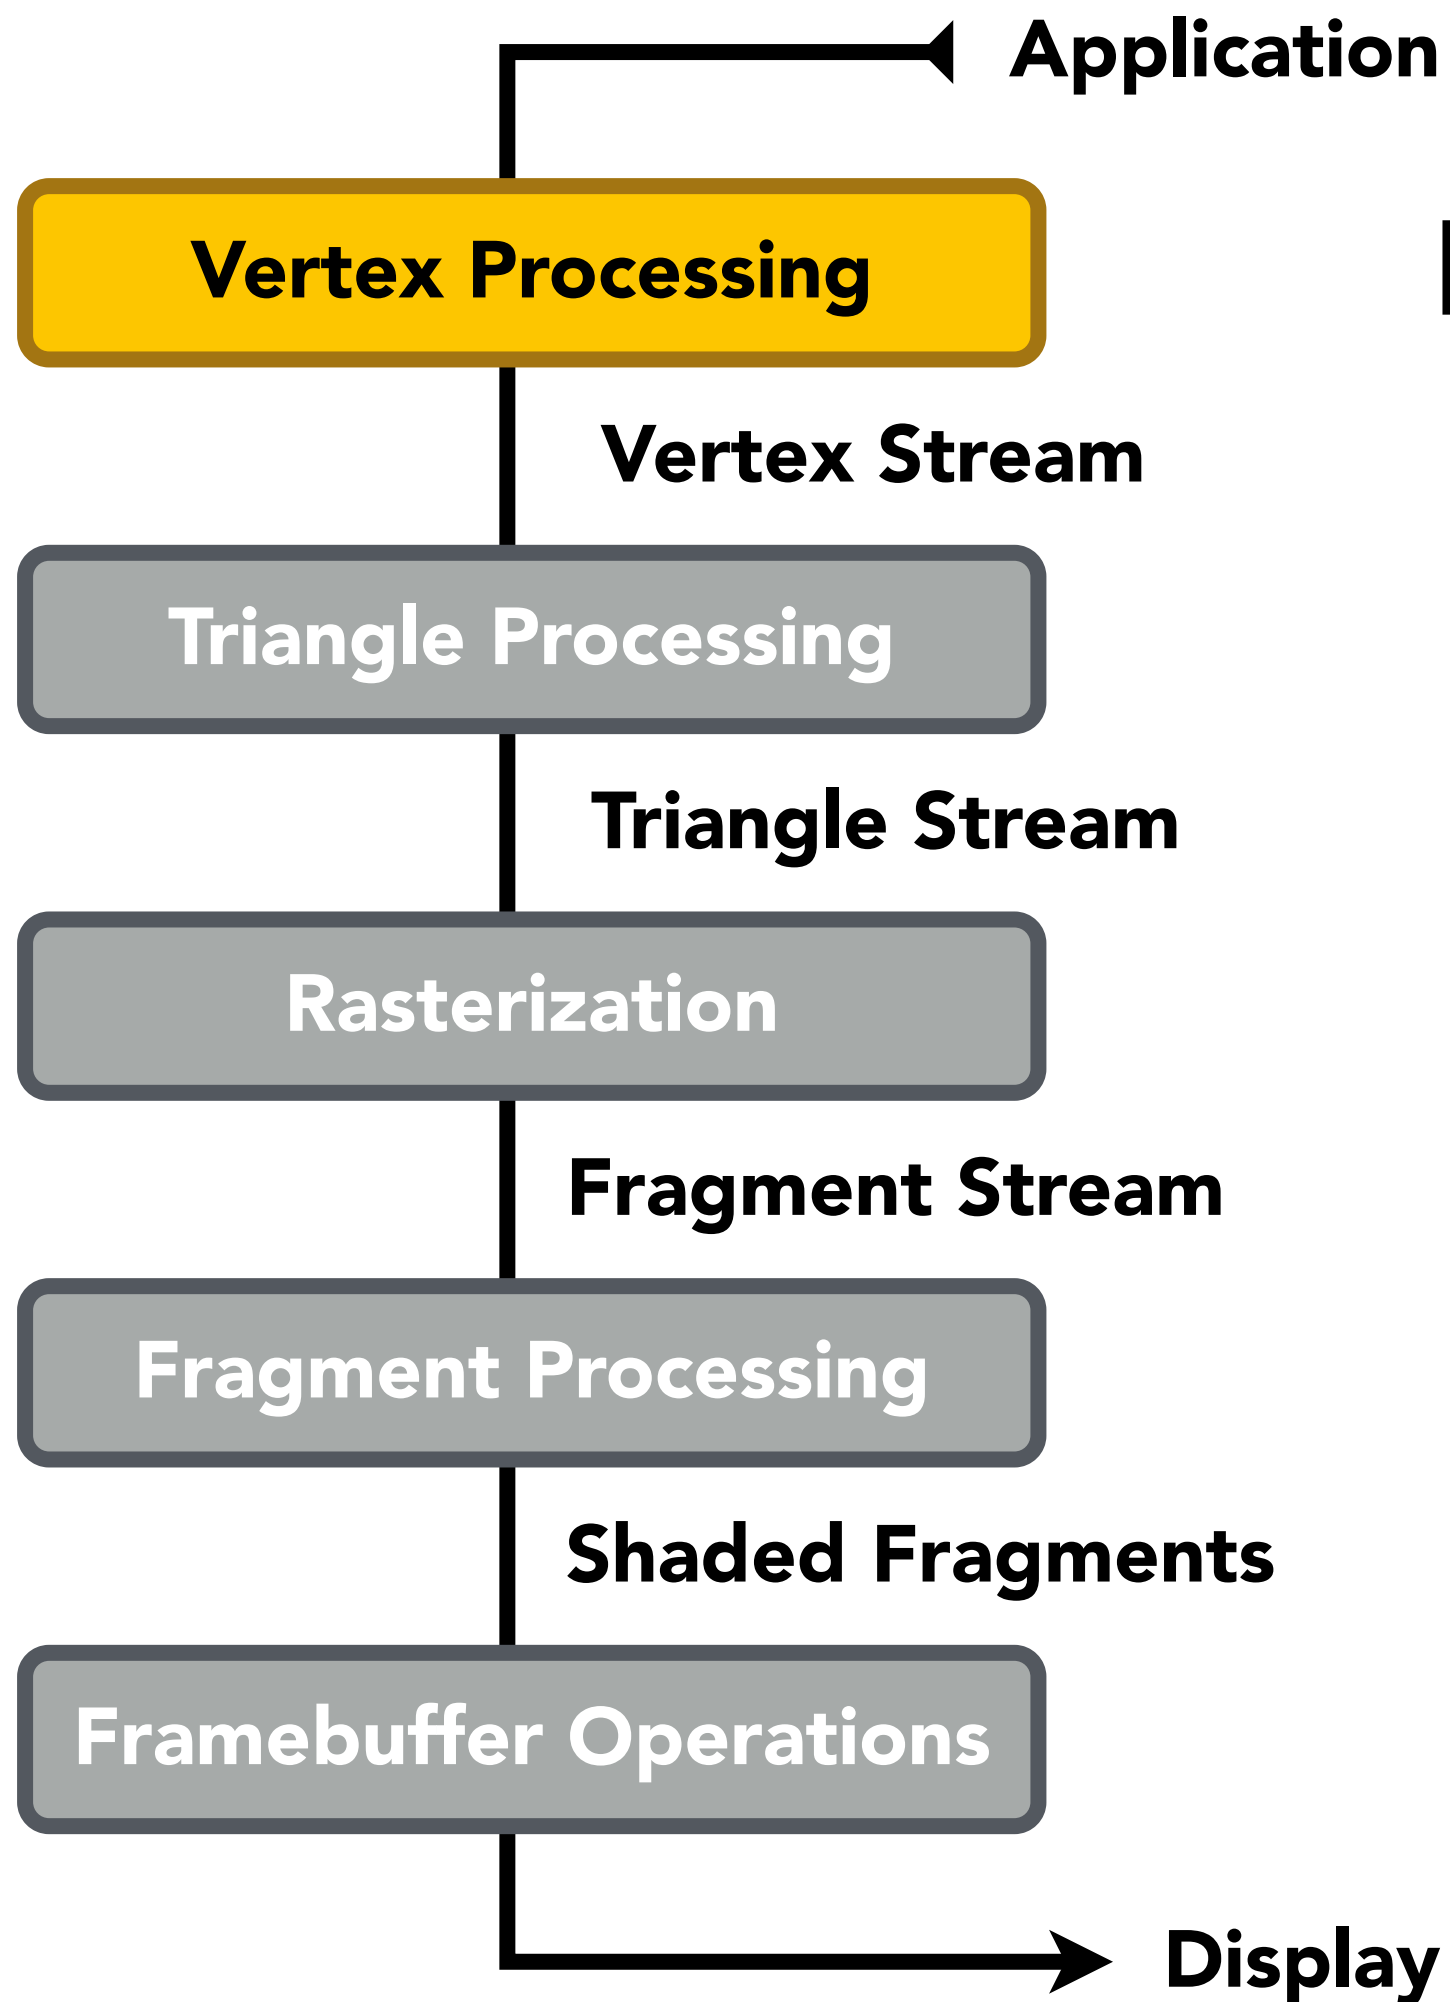 Application
Vertex Processing
Vertex Stream
Triangle Processing
Triangle Stream
Rasterization
Fragment Stream
Fragment Processing
Shaded Fragments
Framebuffer Operations
Display